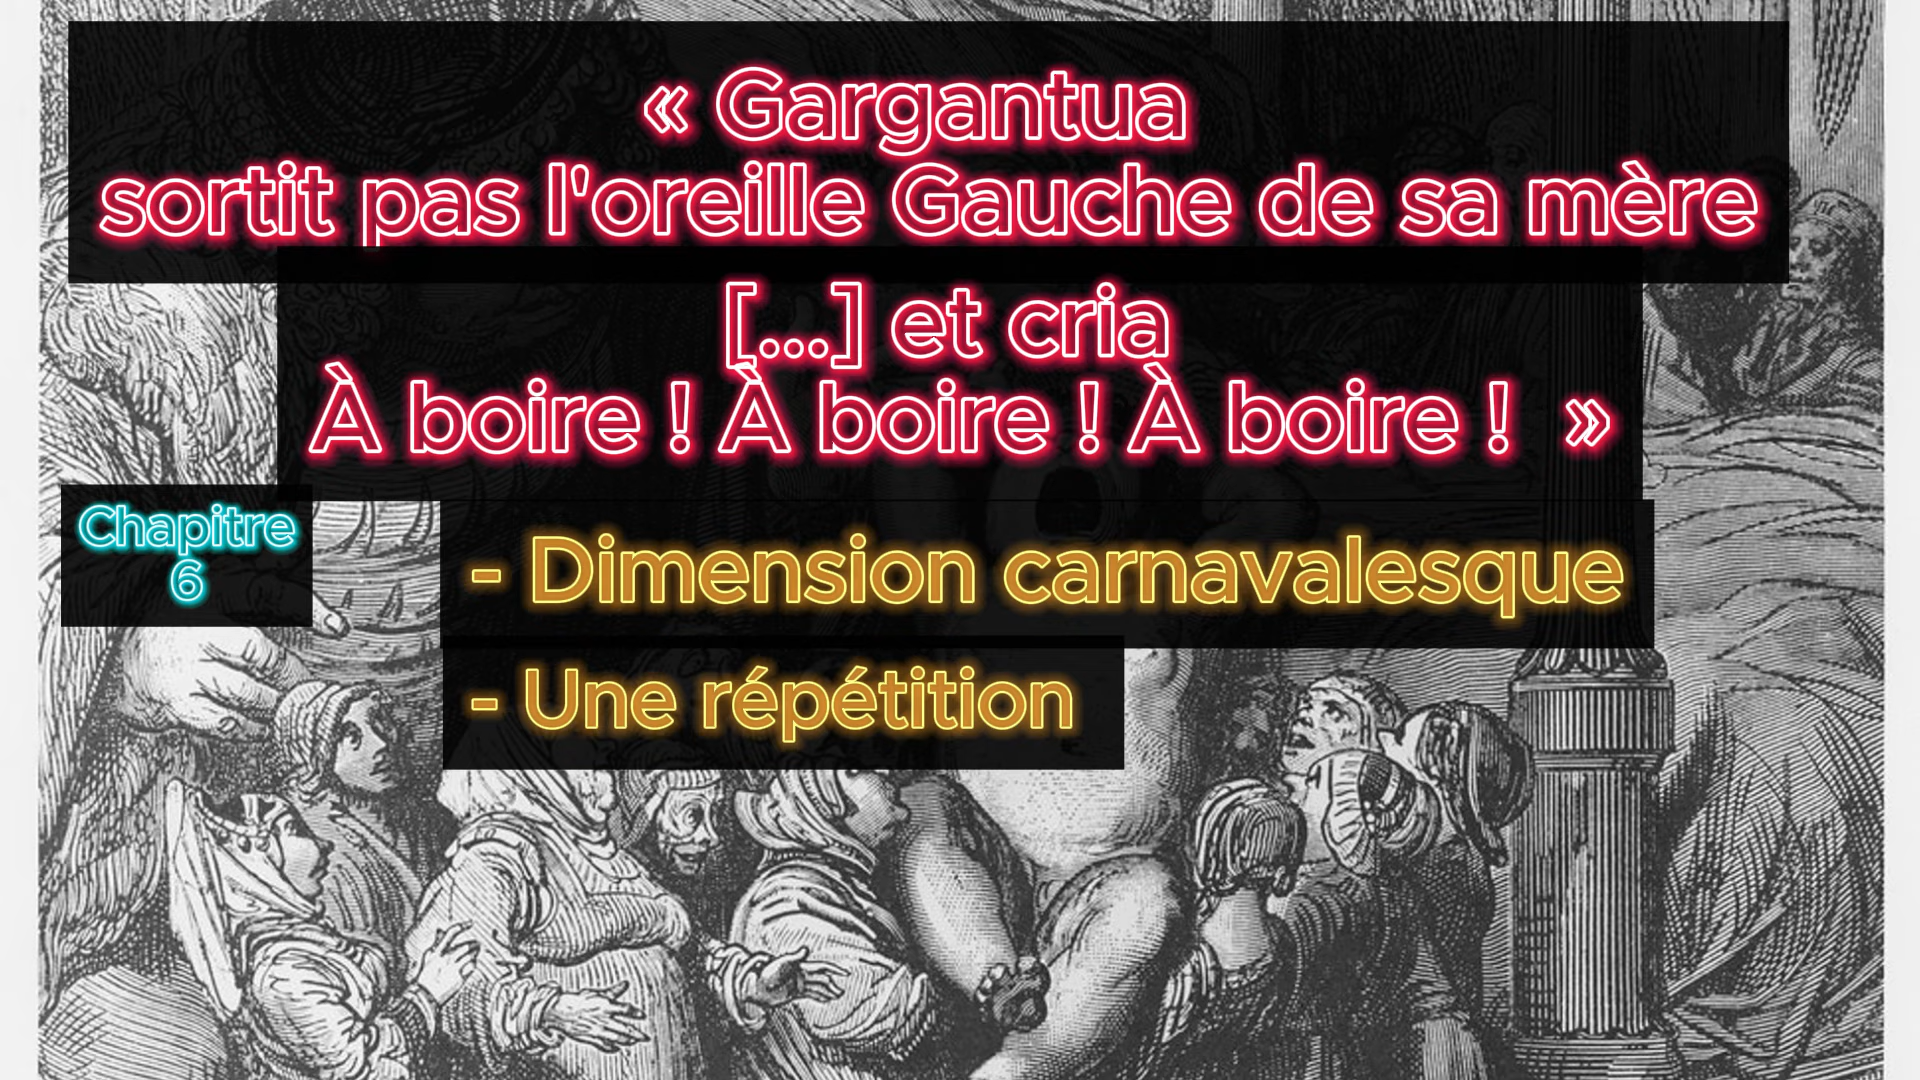 « Gargantua
sortit pas l'oreille Gauche de sa mère
[...] et cria
À boire ! À boire ! À boire ! »
Chapitre
6
- Dimension carnavalesque
- Une répétition